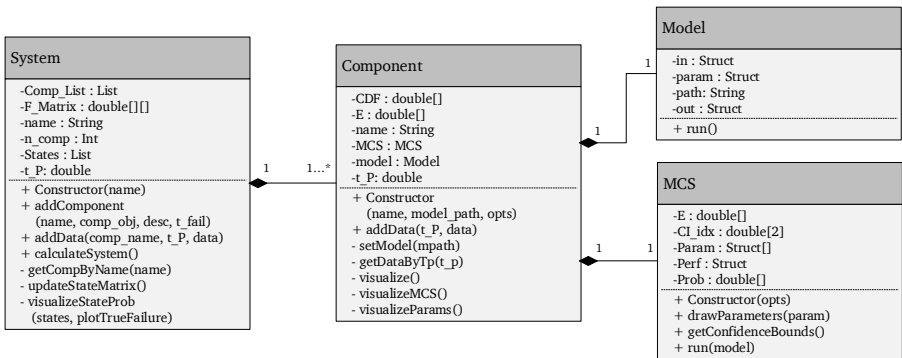 System
-Comp_List : List
-F_Matrix : double[][]
-name : String
-n_comp : Int
-States : List
-t_P: double
+ Constructor(name)
+ addComponent
(name, comp_obj, desc, t_fail)
+ addData(comp_name, t_P, data)
+ calculateSystem()
- getCompByName(name)
- updateStateMatrix()
- visualizeStateProb
(states, plotTrueFailure)
1
1...*
Component
-CDF : double[]
-E : double[]
-name : String
-MCS : MCS
-model : Model
-t_P: double
+ Constructor
(name, model_path, opts)
+ addData(t_P, data)
- setModel(mpath)
- getDataByTp(t_p)
- visualize()
- visualizeMCS()
- visualizeParams()
1
1
Model
-in : Struct
-param : Struct
-path: String
-out : Struct
+ run()
1
1
MCS
-E : double[]
-CI_idx : double[2]
-Param : Struct[]
-Perf : Struct
-Prob : double[]
+ Constructor(opts)
+ drawParameters(param)
+ getConfidenceBounds()
+ run(model)